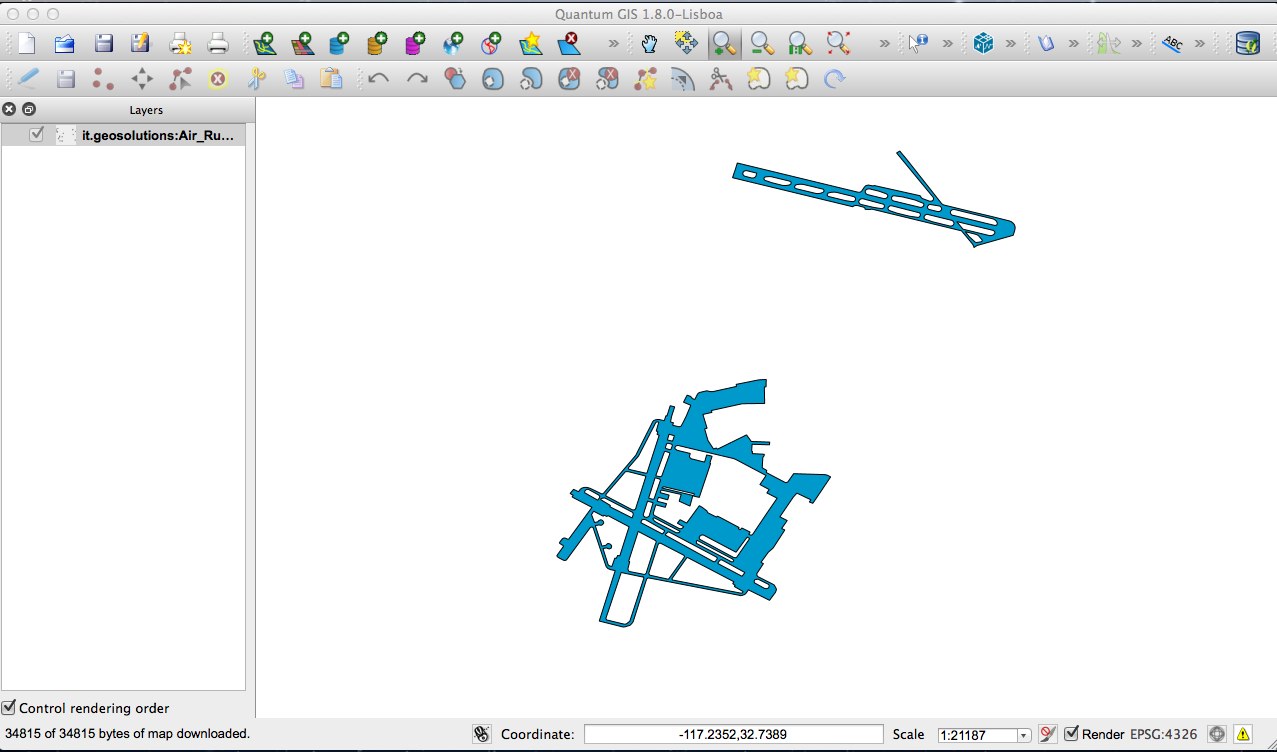 Quantum GIS 1.8.0-Lisboa
ABC
Layers
it.geosolutions:Air_Ru...
Control rendering order
34815 of 34815 bytes of map downloaded.
Coordinate: -117.2352,32.7389 Scale 1:21187 Render EPSG:4326